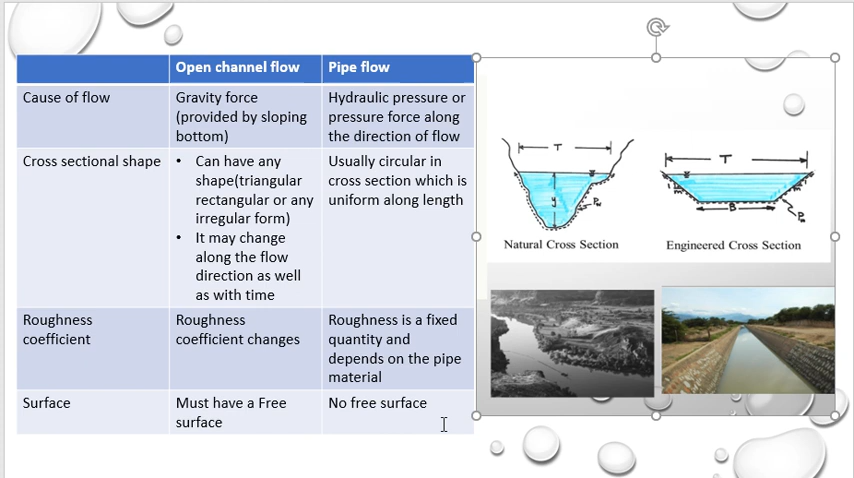 Open channel flow
Pipe flow
Cause of flow
Gravity force
(provided by sloping
bottom)
Hydraulic pressure or
pressure force along
the direction of flow
Cross sectional shape
• Can have any
shape(triangular
rectangular or any
irregular form)
• It may change
along the flow
direction as well
as with time
Usually circular in
cross section which is
uniform along length
Roughness
coefficient
Roughness
coefficient changes
Roughness is a fixed
quantity and
depends on the pipe
material
Surface
Must have a Free
surface
No free surface
T
y
Pw
Natural Cross Section
T
B
Engineered Cross Section